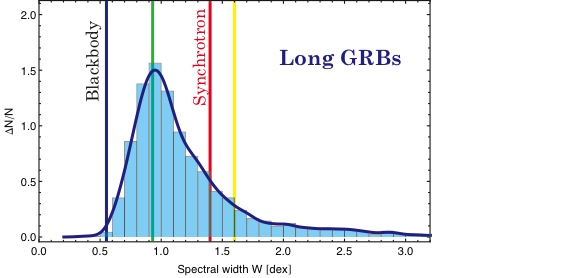 2.0
1.5
1.0
0.5
0.0
ΔN/N
Blackbody
Synchrotron
Long GRBs
0.0 0.5 1.0 1.5 2.0 2.5 3.0
Spectral width W [dex]